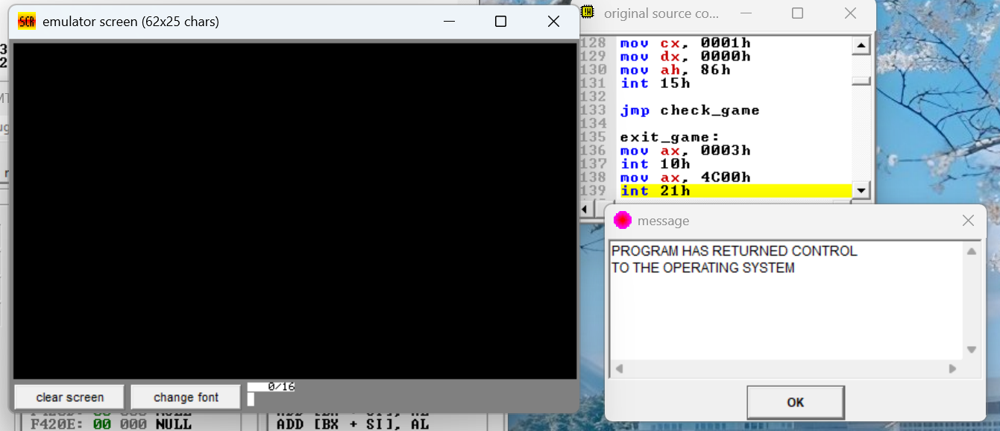 emulator screen (62x25 chars)
original source co...
128 mov cx, 0001h
129 mov dx, 0000h
130 mov ah, 86h
131 int 15h
132
133 jmp check_game
134
135 exit_game:
136 mov ax, 0003h
137 int 10h
138 mov ax, 4C00h
139 int 21h
message
PROGRAM HAS RETURNED CONTROL
TO THE OPERATING SYSTEM
OK
clear screen
change font
0/16
F420E: 00 000 NULL
ADD [BX + SI], AL